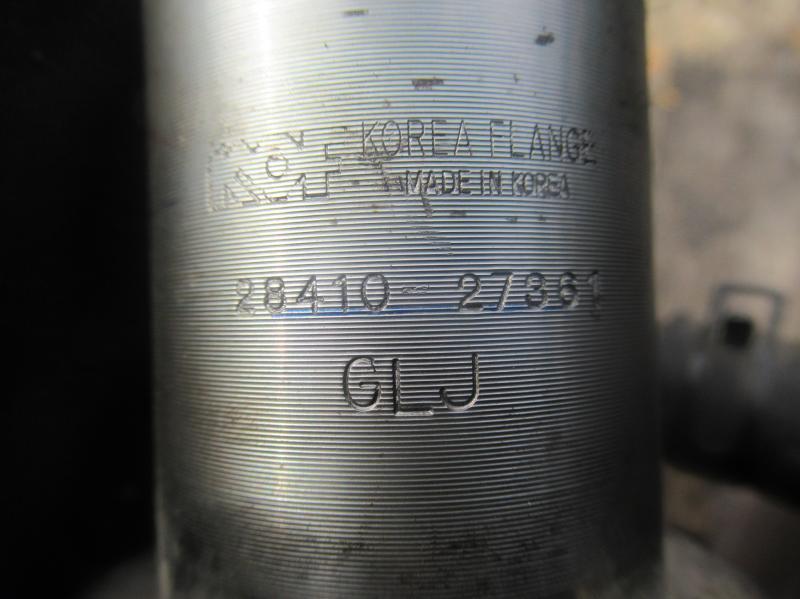 KOREA FLANGE
MADE IN KOREA
28410-27361
GLJ